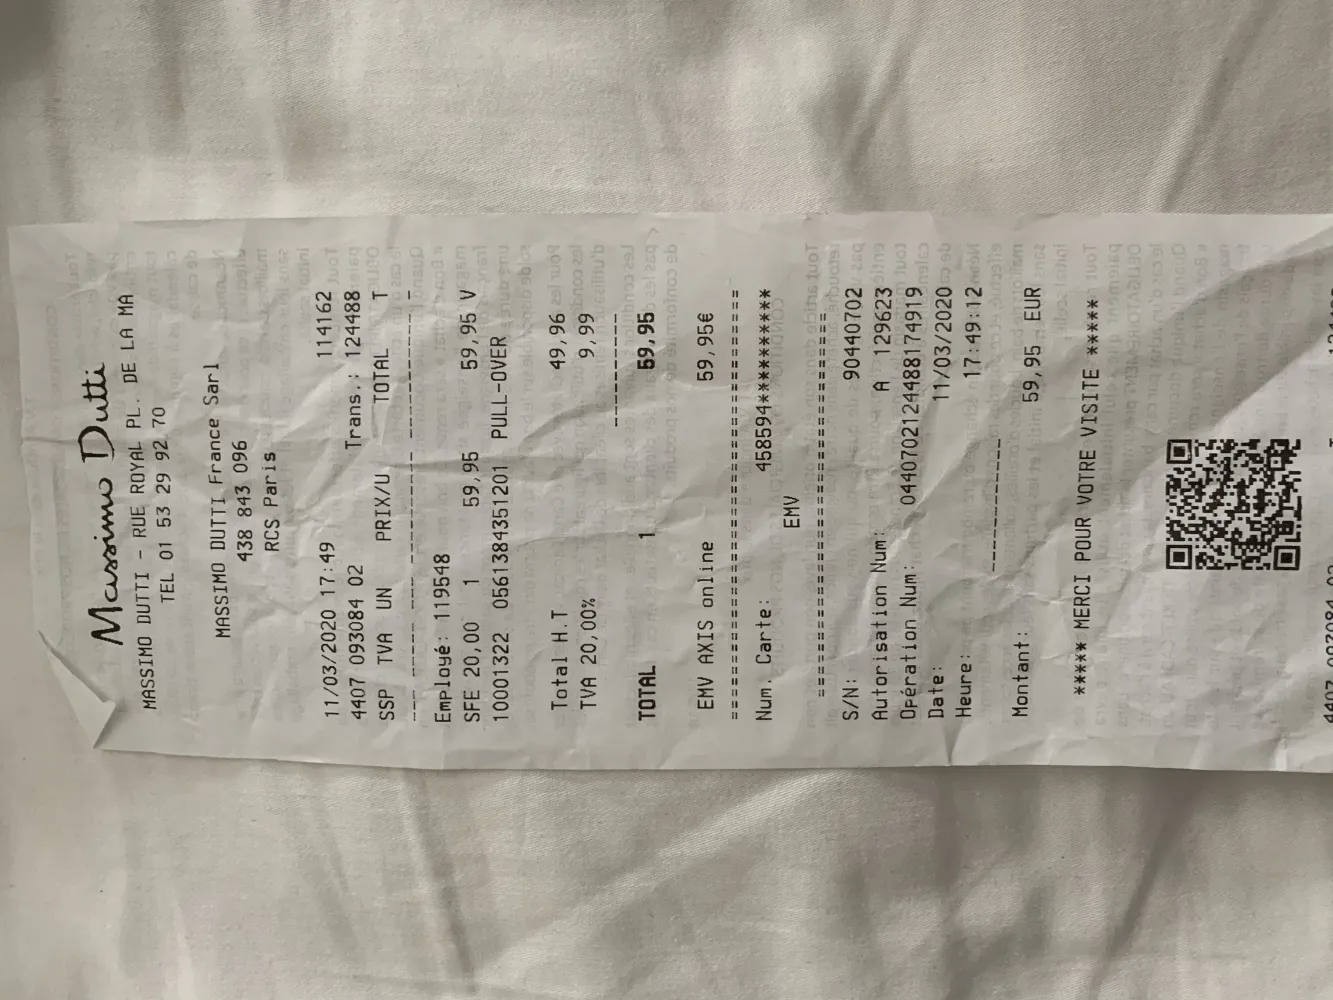 Massimo Dutti
MASSIMO DUTTI - RUE ROYAL PL. DE LA MA
TEL 01 53 29 92 70
MASSIMO DUTTI France Sarl
438 843 096
RCS Paris
11/03/2020 17:49 114162
4407 093084 02 Trans.: 124488
SSP TVA UN PRIX/U TOTAL T
Employé: 119548
SFE 20,00 1 59,95 59,95 V
10001322 0561384351201 PULL-OVER
Total H.T 49,96
TVA 20,00% 9,99
TOTAL 1 59,95
EMV AXIS online 59,95€
Num. Carte: 458594**********
EMV
S/N: 90440702
Autorisation Num: A 129623
Opération Num: 0440702124488174919
Date: 11/03/2020
Heure: 17:49:12
Montant: 59,95 EUR
***** MERCI POUR VOTRE VISITE *****